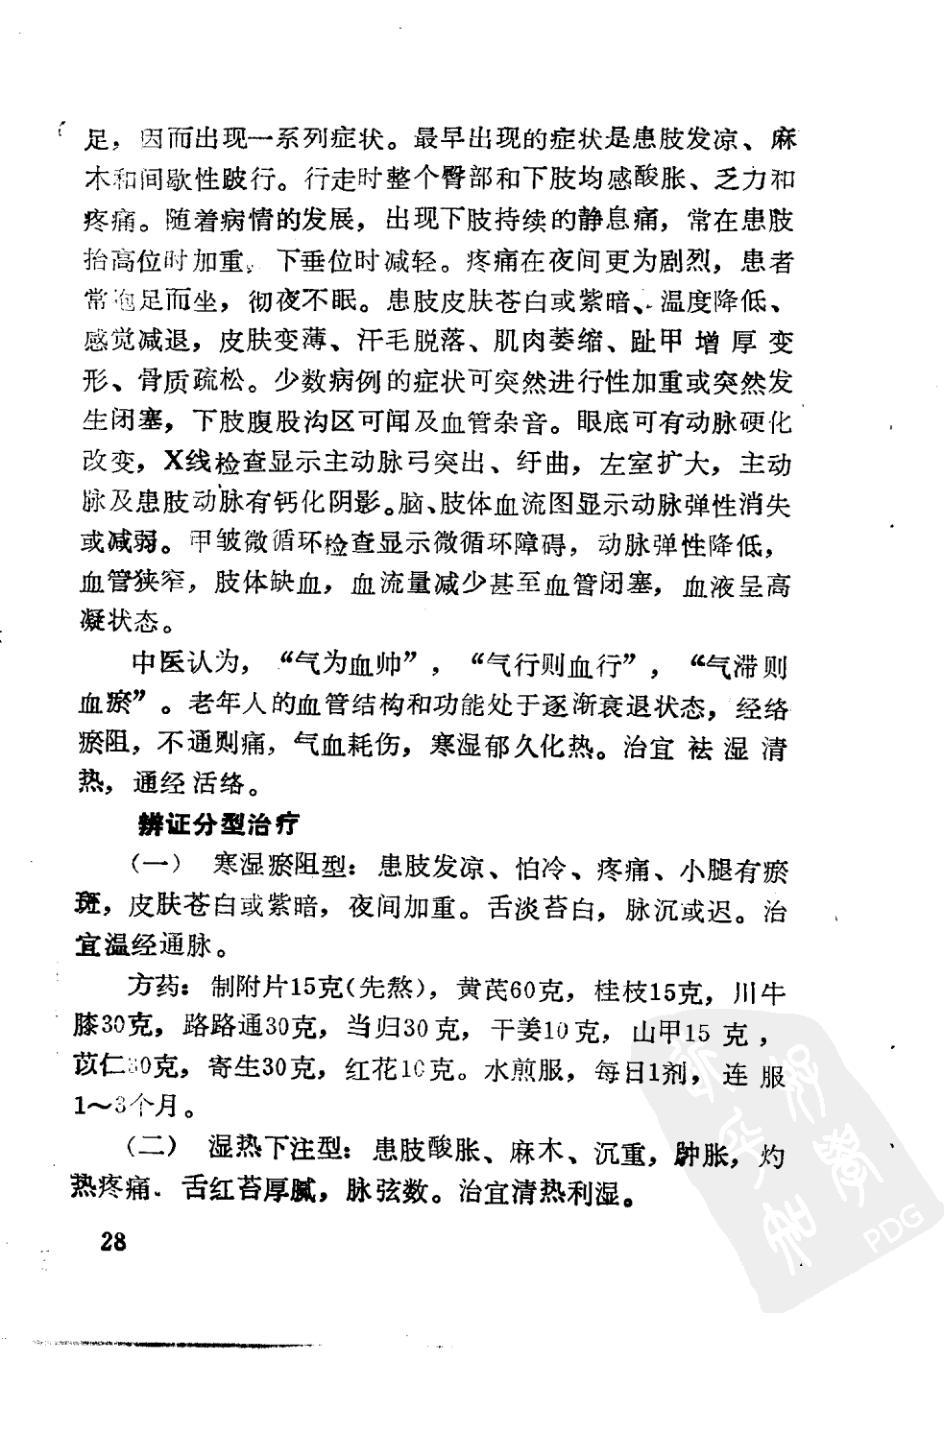 足，因而出现一系列症状。最早出现的症状是患肢发凉、麻
木和间歇性跛行。行走时整个臀部和下肢均感酸胀、乏力和
疼痛。随着病情的发展，出现下肢持续的静息痛，常在患肢
抬高位时加重，下垂位时减轻。疼痛在夜间更为剧烈，患者
常抱足而坐，彻夜不眠。患肢皮肤苍白或紫暗、温度降低、
感觉减退，皮肤变薄、汗毛脱落、肌肉萎缩、趾甲增厚变
形、骨质疏松。少数病例的症状可突然进行性加重或突然发
生闭塞，下肢腹股沟区可闻及血管杂音。眼底可有动脉硬化
改变，X线检查显示主动脉弓突出、纡曲，左室扩大，主动
脉及患肢动脉有钙化阴影。脑、肢体血流图显示动脉弹性消失
或减弱。甲皱微循环检查显示微循环障碍，动脉弹性降低，
血管狭窄，肢体缺血，血流量减少甚至血管闭塞，血液呈高
凝状态。
中医认为，“气为血帅”，“气行则血行”，“气滞则
血瘀”。老年人的血管结构和功能处于逐渐衰退状态，经络
瘀阻，不通则痛，气血耗伤，寒湿郁久化热。治宜祛湿清
热，通经活络。
辨证分型治疗
（一） 寒湿瘀阻型：患肢发凉、怕冷、疼痛、小腿有瘀
斑，皮肤苍白或紫暗，夜间加重。舌淡苔白，脉沉或迟。治
宜温经通脉。
方药：制附片15克（先熬），黄芪60克，桂枝15克，川牛
膝30克，路路通30克，当归30克，干姜10克，山甲15克，
苡仁30克，寄生30克，红花10克。水煎服，每日1剂，连服
1～3个月。
（二） 湿热下注型：患肢酸胀、麻木、沉重，肿胀，灼
热疼痛．舌红苔厚腻，脉弦数。治宜清热利湿。
28
PDG